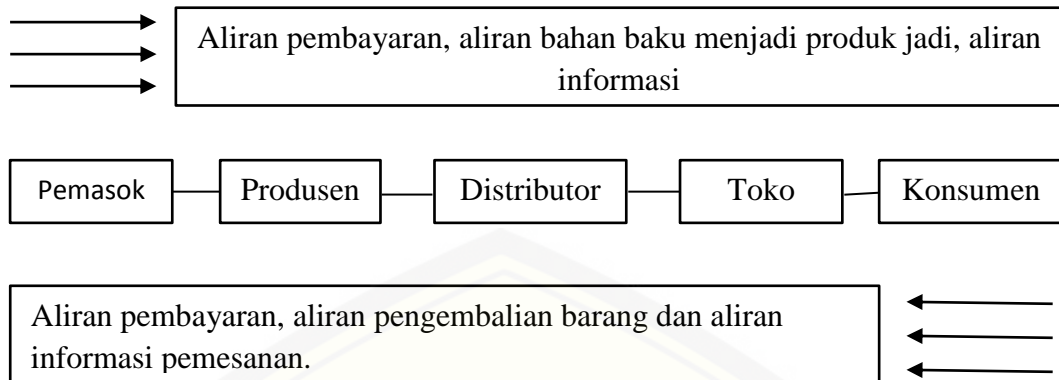 Aliran pembayaran, aliran bahan baku menjadi produk jadi, aliran
informasi
Pemasok
Produsen
Distributor
Toko
Konsumen
Aliran pembayaran, aliran pengembalian barang dan aliran
informasi pemesanan.